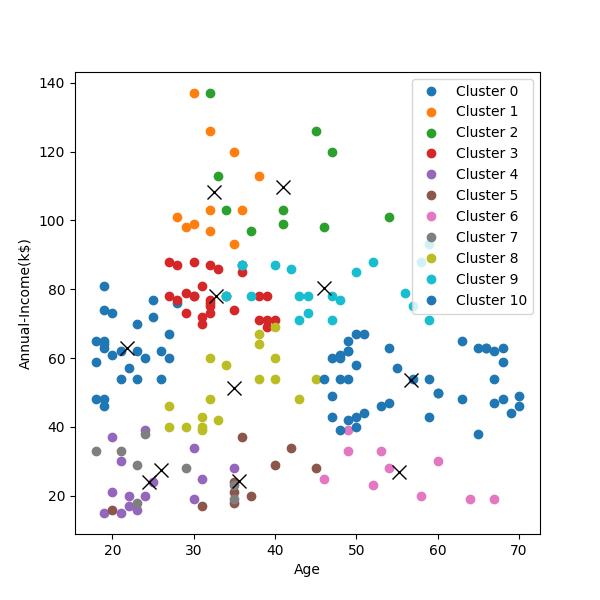 140
120
100
80
60
40
20
Annual-Income(k$)
Cluster 0
Cluster 1
Cluster 2
Cluster 3
Cluster 4
Cluster 5
Cluster 6
Cluster 7
Cluster 8
Cluster 9
Cluster 10
20 30 40 50 60 70
Age